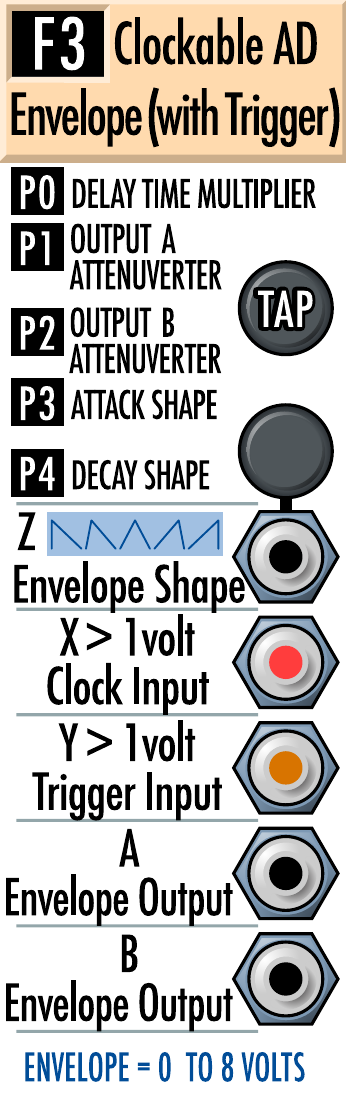 F3 Clockable AD
Envelope (with Trigger)
P0 DELAY TIME MULTIPLIER
P1 OUTPUT A
ATTENUVERTER
TAP
P2 OUTPUT B
ATTENUVERTER
P3 ATTACK SHAPE
P4 DECAY SHAPE
Z
Envelope Shape
X > 1volt
Clock Input
Y > 1volt
Trigger Input
A
Envelope Output
B
Envelope Output
ENVELOPE = 0 TO 8 VOLTS